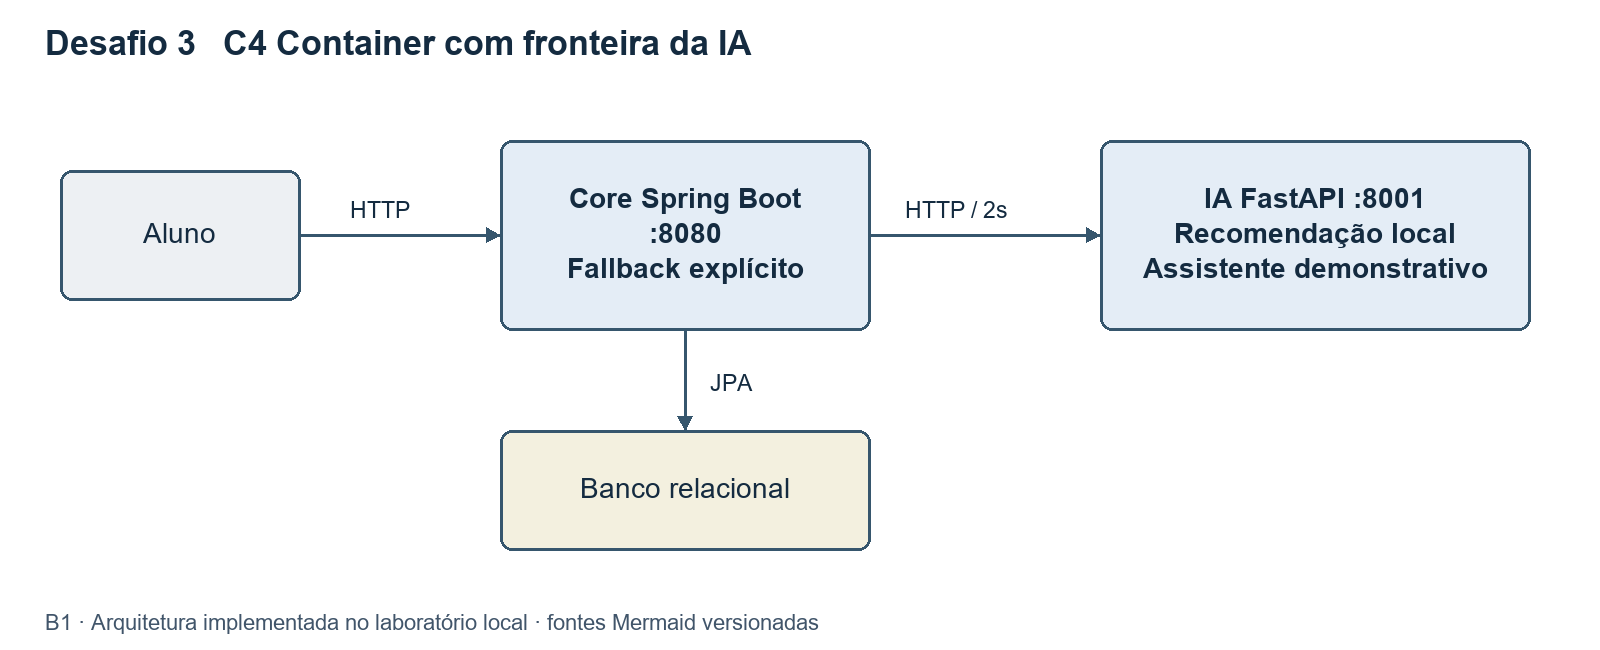 Desafio 3 C4 Container com fronteira da IA
Aluno
HTTP
Core Spring Boot
:8080
Fallback explícito
HTTP / 2s
IA FastAPI :8001
Recomendação local
Assistente demonstrativo
JPA
Banco relacional
B1 · Arquitetura implementada no laboratório local · fontes Mermaid versionadas